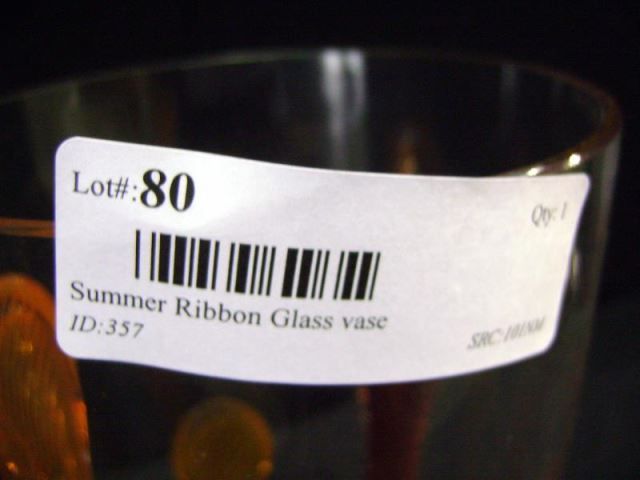 Lot#:80
Qty: 1
Summer Ribbon Glass vase
ID:357
SRC:101NM